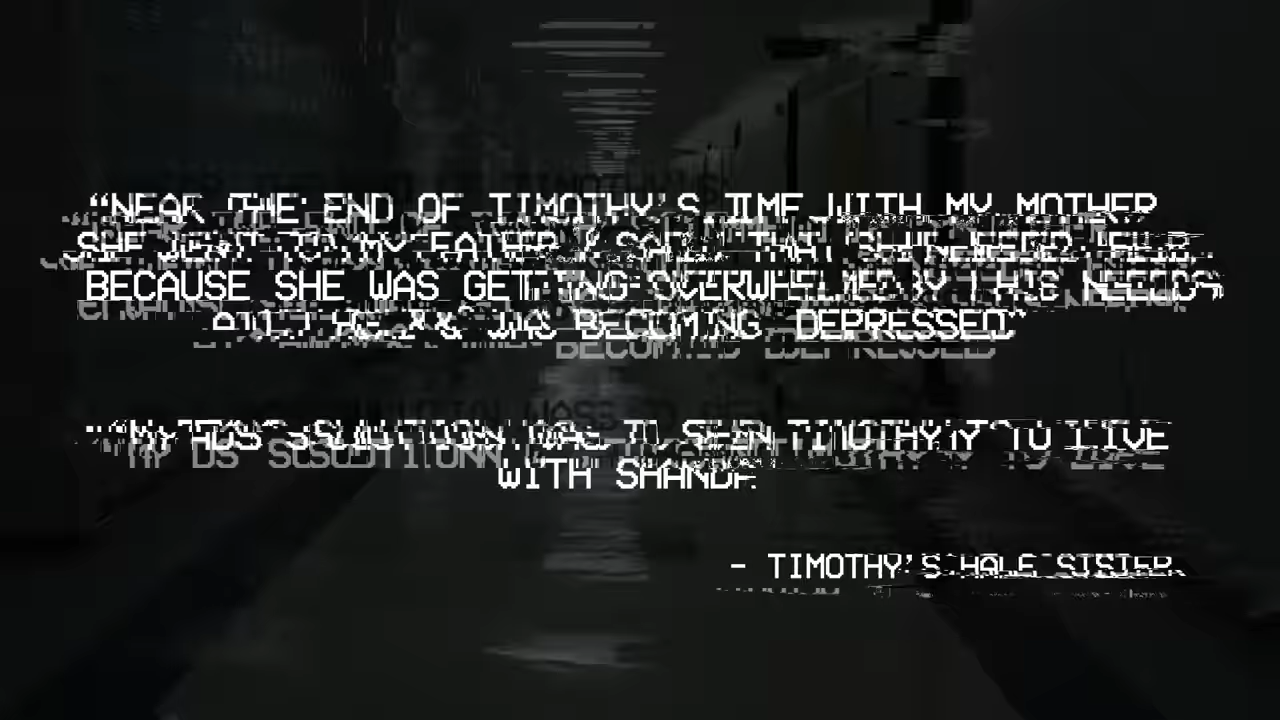 “NEAR THE END OF TIMOTHY'S TIME WITH MY MOTHER
SHE WENT TO MY FATHER & SAID THAT SHE NEEDED HELP
BECAUSE SHE WAS GETTING OVERWHELMED BY HIS NEEDS
& WAS BECOMING DEPRESSED”
SOLUTION WAS TO SEND TIMOTHY TO LIVE
WITH
- TIMOTHY'S HALF SISTER